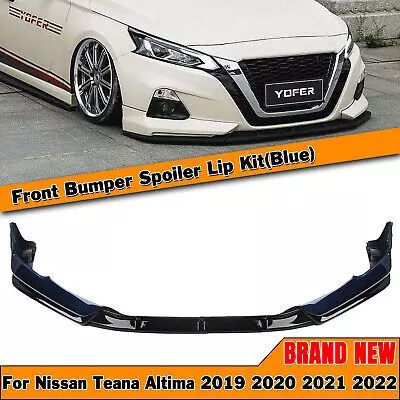 YOFER
YOFER
Front Bumper Spoiler Lip Kit(Blue)
BRAND NEW
For Nissan Teana Altima 2019 2020 2021 2022